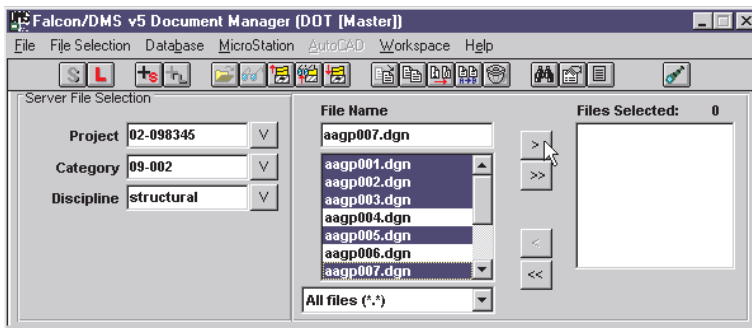 Falcon/DMS v5 Document Manager (DOT [Master])
File File Selection Database MicroStation AutoCAD Workspace Help
S L +s +L
A→B
Server File Selection
Project 02-098345 V
Category 09-002 V
Discipline structural V
File Name
aagp007.dgn
aagp001.dgn
aagp002.dgn
aagp003.dgn
aagp004.dgn
aagp005.dgn
aagp006.dgn
aagp007.dgn
All files (*.*)
>
>>
<
<<
Files Selected: 0